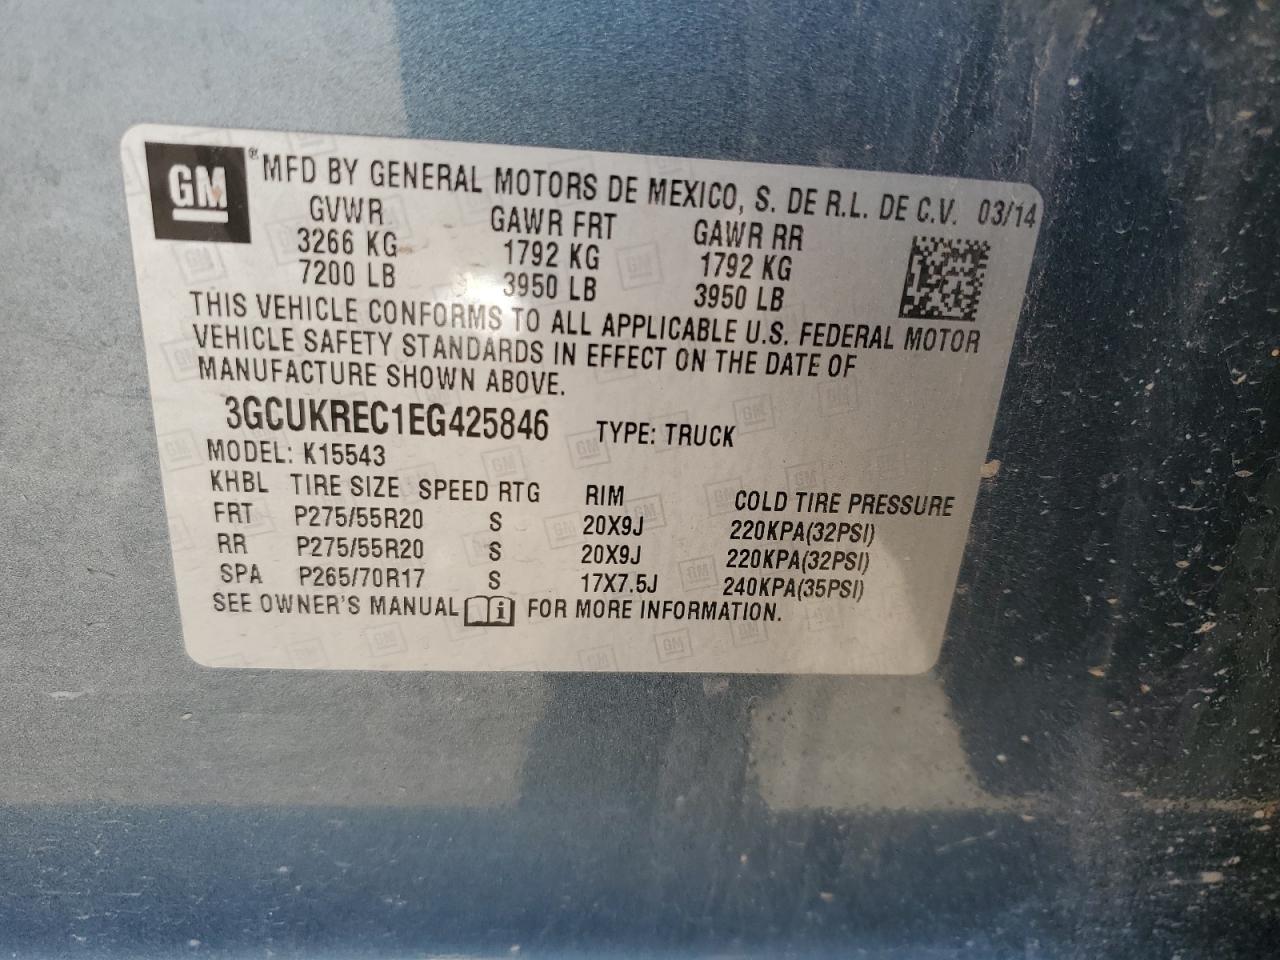 GM
® MFD BY GENERAL MOTORS DE MEXICO, S. DE R.L. DE C.V. 03/14
GVWR GAWR FRT GAWR RR
3266 KG 1792 KG 1792 KG
7200 LB 3950 LB 3950 LB
THIS VEHICLE CONFORMS TO ALL APPLICABLE U.S. FEDERAL MOTOR
VEHICLE SAFETY STANDARDS IN EFFECT ON THE DATE OF
MANUFACTURE SHOWN ABOVE.
3GCUKREC1EG425846 TYPE: TRUCK
MODEL: K15543
KHBL TIRE SIZE SPEED RTG RIM COLD TIRE PRESSURE
FRT P275/55R20 S 20X9J 220KPA(32PSI)
RR P275/55R20 S 20X9J 220KPA(32PSI)
SPA P265/70R17 S 17X7.5J 240KPA(35PSI)
SEE OWNER'S MANUAL i FOR MORE INFORMATION.